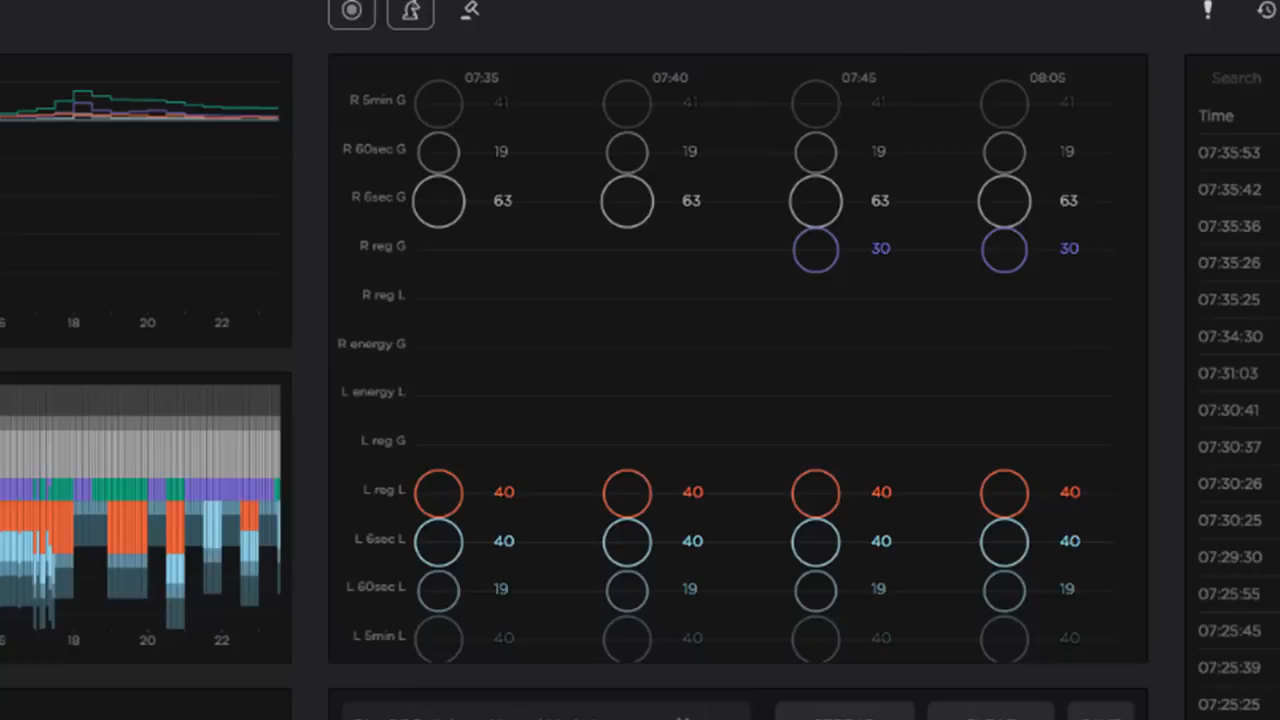 07:35 07:40 07:45 08:05
R 5min G 41 41 41 41
R 60sec G 19 19 19 19
R 6sec G 63 63 63 63
R reg G 30 30
R reg L
R energy G
L energy L
L reg G
L reg L 40 40 40 40
L 6sec L 40 40 40 40
L 60sec L 19 19 19 19
L 5min L 40 40 40 40
18 20 22
18 20 22
Search
Time
07:35:53
07:35:42
07:35:36
07:35:26
07:35:25
07:34:30
07:31:03
07:30:41
07:30:37
07:30:26
07:30:25
07:29:30
07:25:55
07:25:45
07:25:39
07:25:25